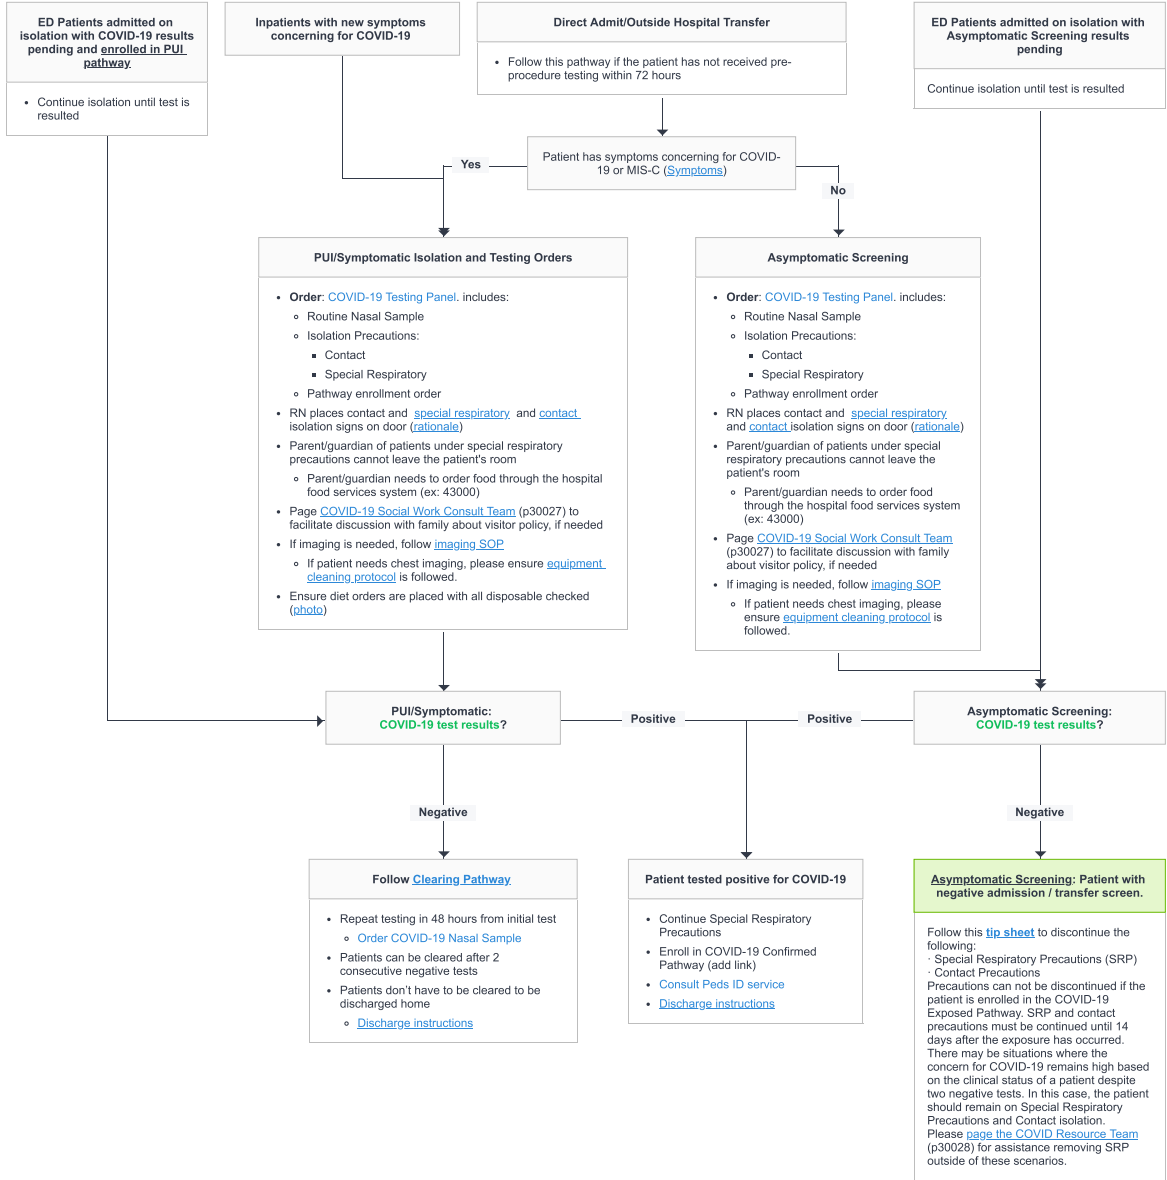 ED Patients admitted on
isolation with COVID-19 results
pending and enrolled in PUI
pathway
• Continue isolation until test is
resulted
Inpatients with new symptoms
concerning for COVID-19
Direct Admit/Outside Hospital Transfer
• Follow this pathway if the patient has not received pre-
procedure testing within 72 hours
ED Patients admitted on isolation with
Asymptomatic Screening results
pending
Continue isolation until test is resulted
Patient has symptoms concerning for COVID-
19 or MIS-C (Symptoms)
Yes
No
PUI/Symptomatic Isolation and Testing Orders
• Order: COVID-19 Testing Panel. includes:
Routine Nasal Sample
Isolation Precautions:
Contact
Special Respiratory
Pathway enrollment order
• RN places contact and special respiratory and contact
isolation signs on door (rationale)
• Parent/guardian of patients under special respiratory
precautions cannot leave the patient's room
Parent/guardian needs to order food through the hospital
food services system (ex: 43000)
• Page COVID-19 Social Work Consult Team (p30027) to
facilitate discussion with family about visitor policy, if needed
• If imaging is needed, follow imaging SOP
If patient needs chest imaging, please ensure equipment
cleaning protocol is followed.
• Ensure diet orders are placed with all disposable checked
(photo)
Asymptomatic Screening
• Order: COVID-19 Testing Panel. includes:
Routine Nasal Sample
Isolation Precautions:
Contact
Special Respiratory
Pathway enrollment order
• RN places contact and special respiratory
and contact isolation signs on door (rationale)
• Parent/guardian of patients under special
respiratory precautions cannot leave the
patient's room
Parent/guardian needs to order food
through the hospital food services system
(ex: 43000)
• Page COVID-19 Social Work Consult Team
(p30027) to facilitate discussion with family
about visitor policy, if needed
• If imaging is needed, follow imaging SOP
If patient needs chest imaging, please
ensure equipment cleaning protocol is
followed.
PUI/Symptomatic:
COVID-19 test results?
Positive
Positive
Asymptomatic Screening:
COVID-19 test results?
Negative
Negative
Follow Clearing Pathway
• Repeat testing in 48 hours from initial test
Order COVID-19 Nasal Sample
• Patients can be cleared after 2
consecutive negative tests
• Patients don't have to be cleared to be
discharged home
Discharge instructions
Patient tested positive for COVID-19
• Continue Special Respiratory
Precautions
• Enroll in COVID-19 Confirmed
Pathway (add link)
• Consult Peds ID service
• Discharge instructions
Asymptomatic Screening: Patient with
negative admission / transfer screen.
Follow this tip sheet to discontinue the
following:
· Special Respiratory Precautions (SRP)
· Contact Precautions
Precautions can not be discontinued if the
patient is enrolled in the COVID-19
Exposed Pathway. SRP and contact
precautions must be continued until 14
days after the exposure has occurred.
There may be situations where the
concern for COVID-19 remains high based
on the clinical status of a patient despite
two negative tests. In this case, the patient
should remain on Special Respiratory
Precautions and Contact isolation.
Please page the COVID Resource Team
(p30028) for assistance removing SRP
outside of these scenarios.